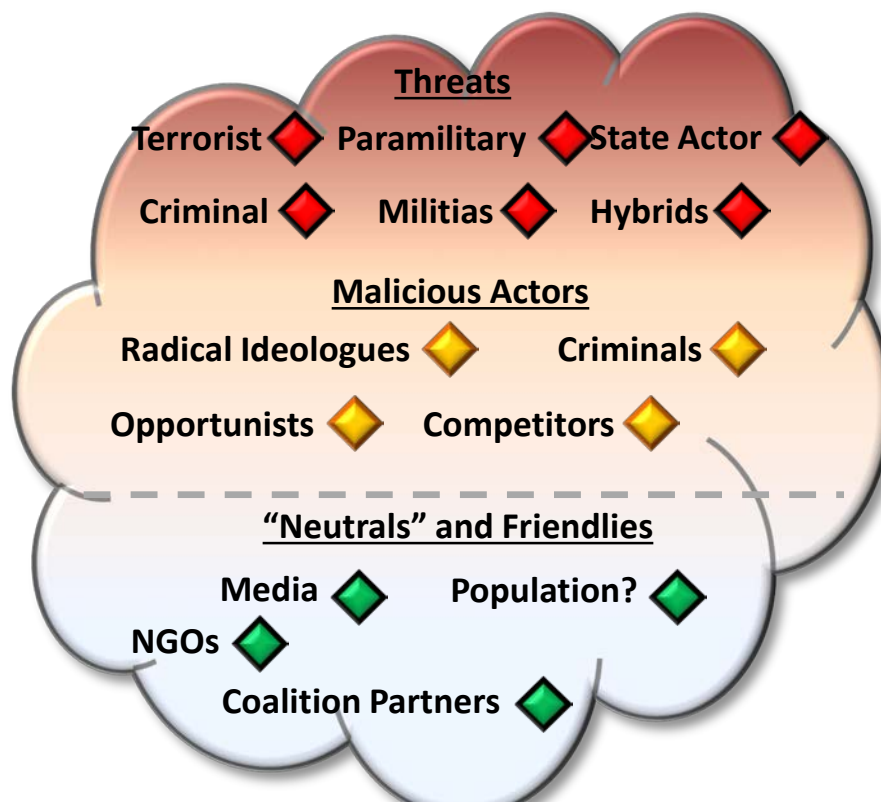 Threats
Terrorist Paramilitary State Actor
Criminal Militias Hybrids
Malicious Actors
Radical Ideologues Criminals
Opportunists Competitors
“Neutrals” and Friendlies
Media Population?
NGOs
Coalition Partners